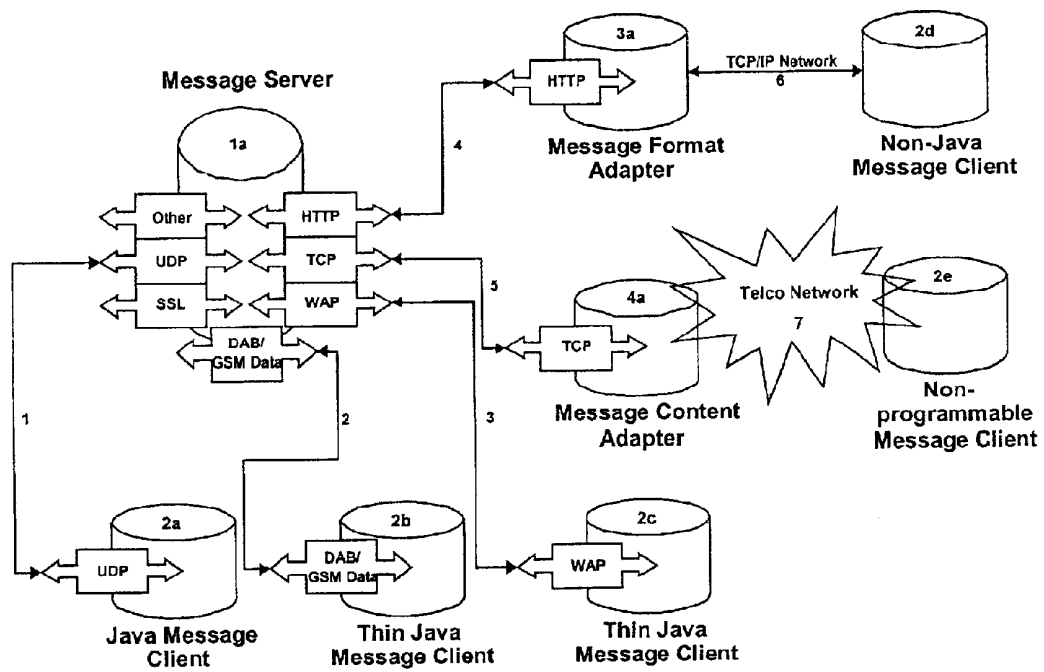 Message Server
1a
Other
HTTP
UDP
TCP
SSL
WAP
DAB/
GSM Data
3a
HTTP
Message Format
Adapter
TCP/IP Network
6
2d
Non-Java
Message Client
4
5
4a
TCP
Message Content
Adapter
Telco Network
7
2e
Non-
programmable
Message Client
1
2
3
2a
UDP
Java Message
Client
2b
DAB/
GSM Data
Thin Java
Message Client
2c
WAP
Thin Java
Message Client